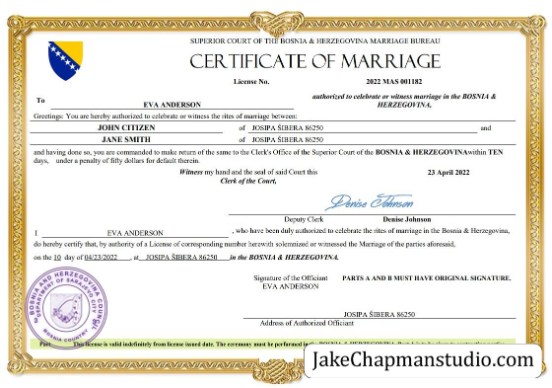 SUPERIOR COURT OF THE BOSNIA & HERZEGOVINA MARRIAGE BUREAU
CERTIFICATE OF MARRIAGE
License No. 2022 MAS 001182
To EVA ANDERSON authorized to celebrate or witness marriage in the BOSNIA & HERZEGOVINA,
Greetings: You are hereby authorized to celebrate or witness the rites of marriage between:
JOHN CITIZEN of JOSIPA ŠIBERA 86250 and
JANE SMITH of JOSIPA ŠIBERA 86250
and having done so, you are commanded to make return of the same to the Clerk's Office of the Superior Court of the BOSNIA & HERZEGOVINAwithin TEN
days, under a penalty of fifty dollars for default therein.
Witness my hand and the seal of said Court this 23 April 2022
Clerk of the Court,
Denise Johnson
Deputy Clerk Denise Johnson
I EVA ANDERSON , who have been duly authorized to celebrate the rites of marriage in the Bosnia & Herzegovina,
do hereby certify that, by authority of a License of corresponding number herewith solemnized or witnessed the Marriage of the parties aforesaid,
on the 10 day of 04/23/2022 , at JOSIPA ŠIBERA 86250 in the BOSNIA & HERZEGOVINA.
Signature of the Officiant PARTS A AND B MUST HAVE ORIGINAL SIGNATURE.
EVA ANDERSON
JOSIPA ŠIBERA 86250
Address of Authorized Officiant
BOSNIA AND HERZEGOVINA COUNCIL
DEPARTMENT OF SARAJEVO CITY
BOSNIA COUNTRY
This license is valid indefinitely from license issued date. The ceremony must be performed in the BOSNIA & HERZEGOVINA.
JakeChapmanstudio.com